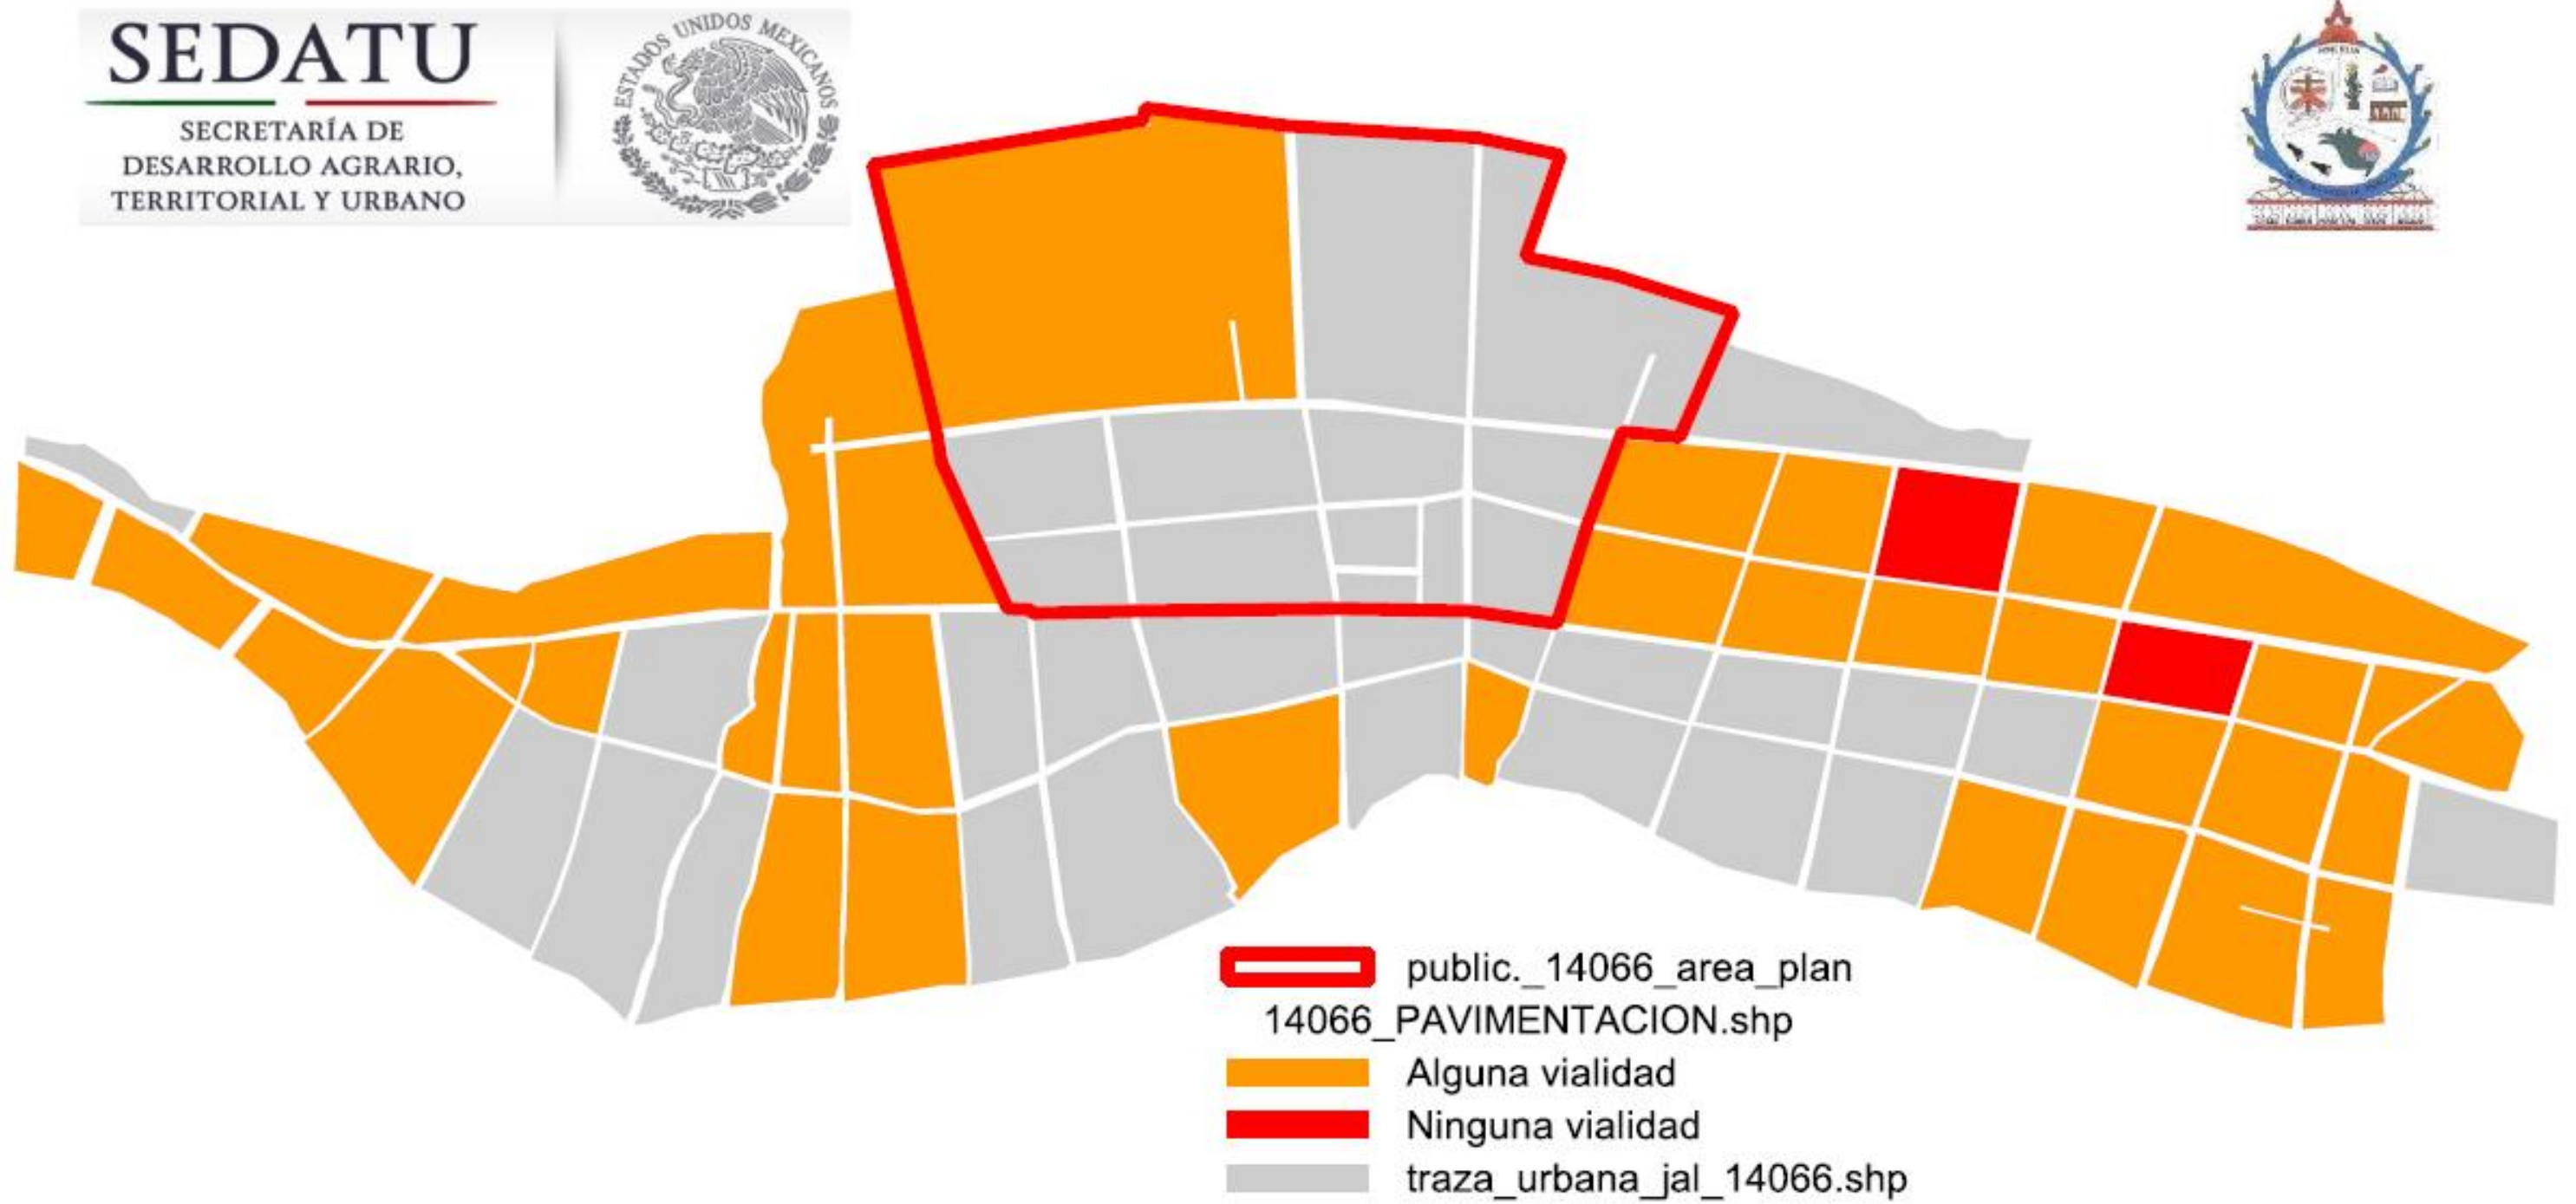 SEDATU
SECRETARÍA DE
DESARROLLO AGRARIO,
TERRITORIAL Y URBANO
ESTADOS UNIDOS MEXICANOS
public._14066_area_plan
14066_PAVIMENTACION.shp
Alguna vialidad
Ninguna vialidad
traza_urbana_jal_14066.shp